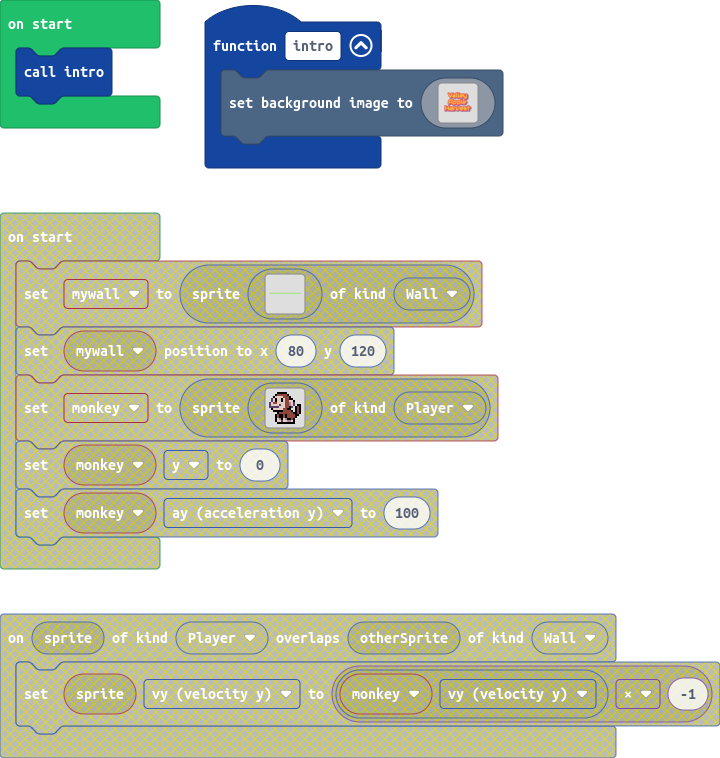 on start
call intro
function intro
set background image to
on start
set mywall to sprite of kind Wall
set mywall position to x 80 y 120
set monkey to sprite of kind Player
set monkey y to 0
set monkey ay (acceleration y) to 100
on sprite of kind Player overlaps otherSprite of kind Wall
set sprite vy (velocity y) to monkey vy (velocity y) × -1